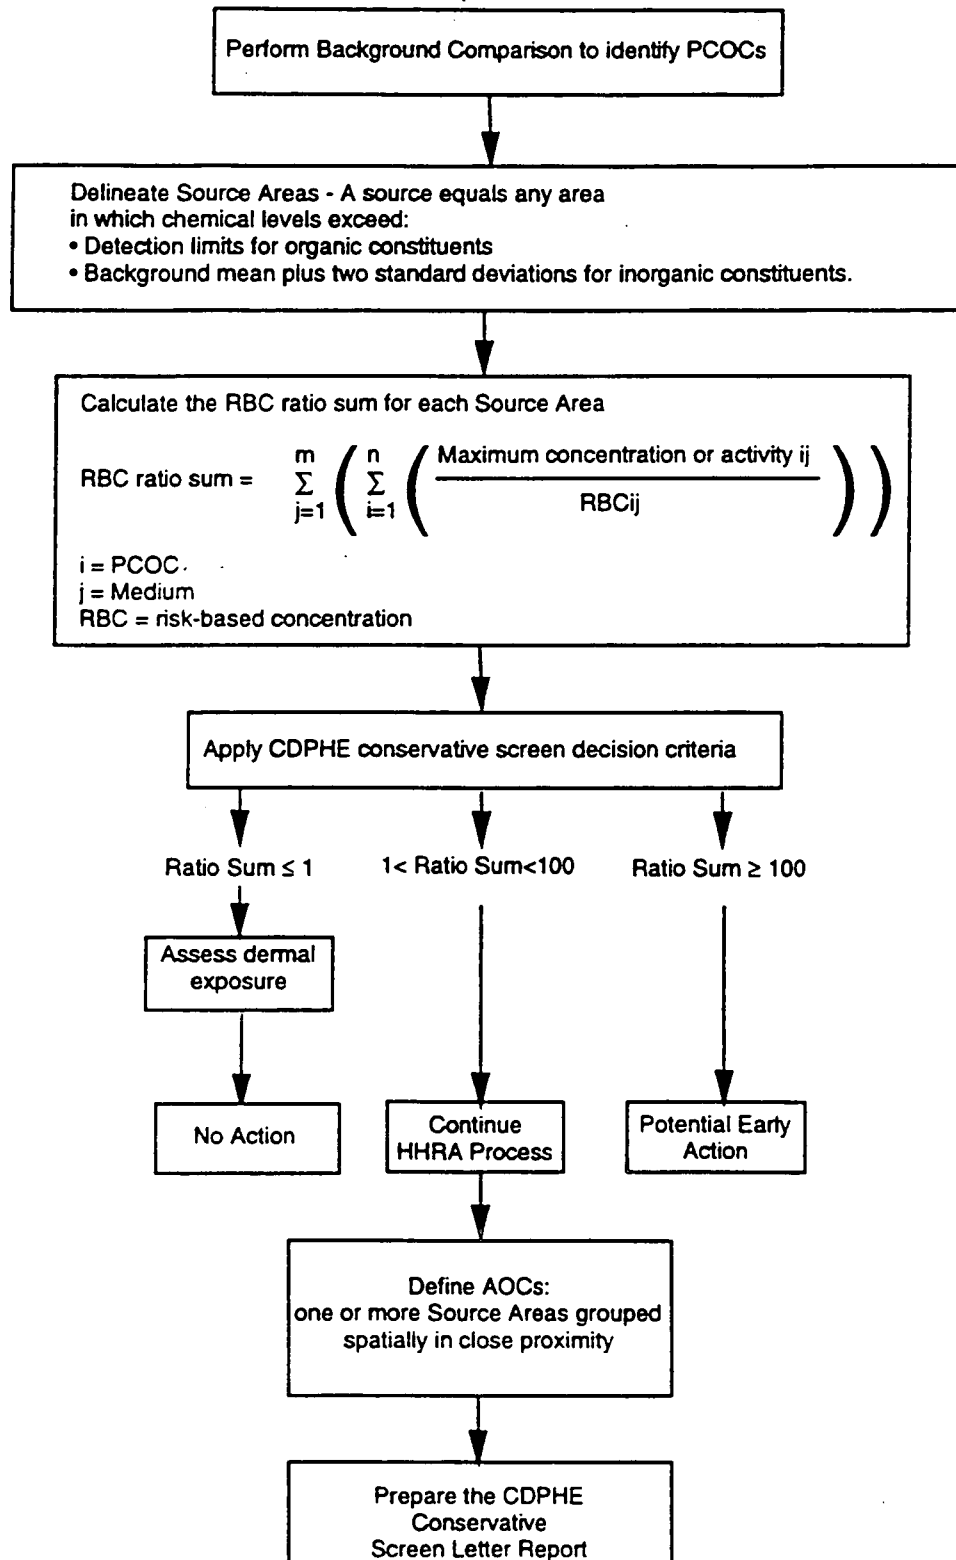 Perform Background Comparison to identify PCOCs
Delineate Source Areas - A source equals any area
in which chemical levels exceed:
• Detection limits for organic constituents
• Background mean plus two standard deviations for inorganic constituents.
Calculate the RBC ratio sum for each Source Area
RBC ratio sum = m Σ j=1 ( n Σ i=1 ( Maximum concentration or activity ij / RBCij ) )
i = PCOC
j = Medium
RBC = risk-based concentration
Apply CDPHE conservative screen decision criteria
Ratio Sum ≤ 1
1< Ratio Sum<100
Ratio Sum ≥ 100
Assess dermal
exposure
No Action
Continue
HHRA Process
Potential Early
Action
Define AOCs:
one or more Source Areas grouped
spatially in close proximity
Prepare the CDPHE
Conservative
Screen Letter Report